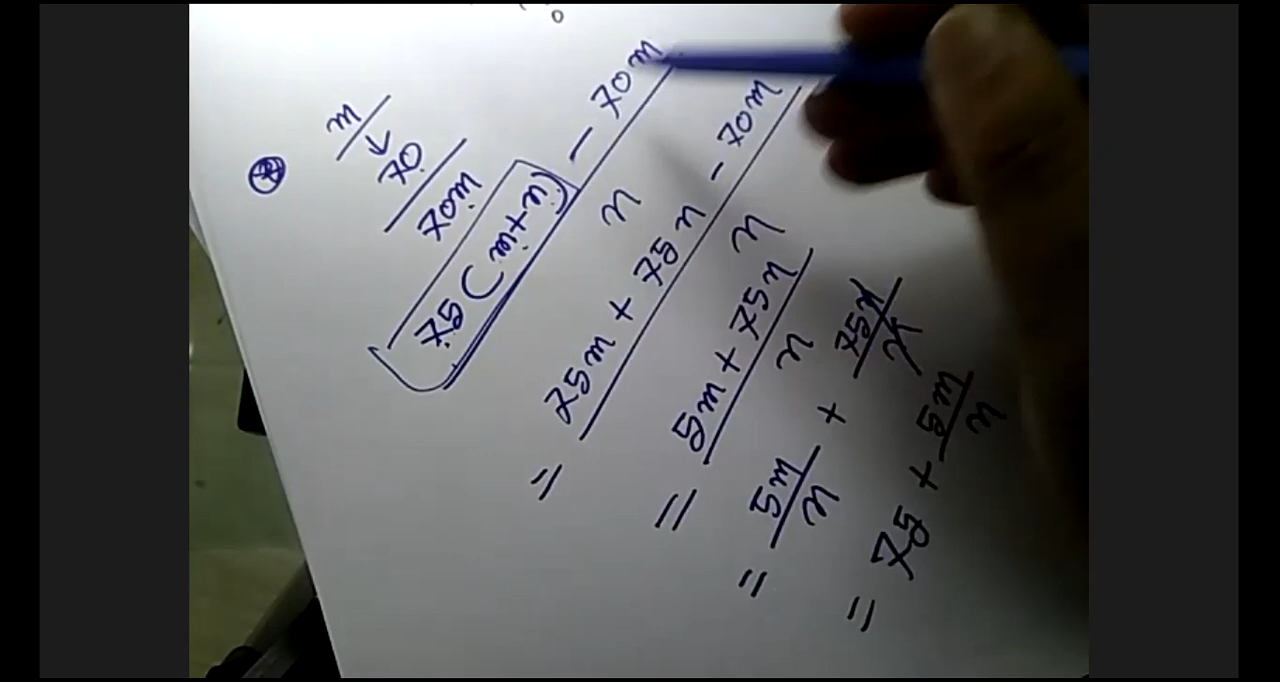 m
↓
70
70m
75(m+n) - 70m
n
= 75m + 75n - 70m
n
= 5m + 75n
n
= 5m/n + 75n/n
= 75 + 5m/n